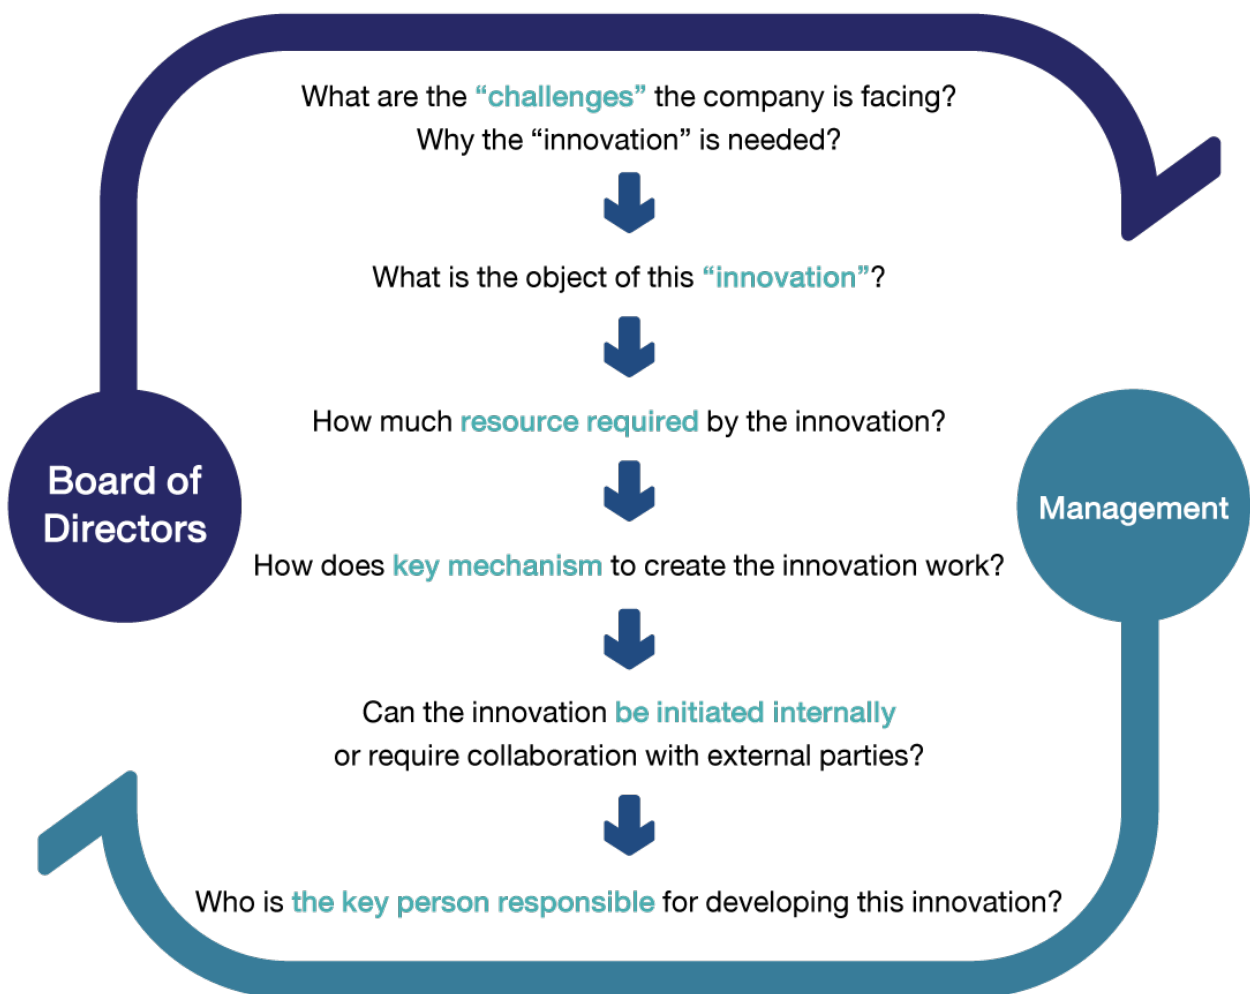 What are the “challenges” the company is facing?
Why the “innovation” is needed?
What is the object of this “innovation”?
How much resource required by the innovation?
Board of
Directors
Management
How does key mechanism to create the innovation work?
Can the innovation be initiated internally
or require collaboration with external parties?
Who is the key person responsible for developing this innovation?